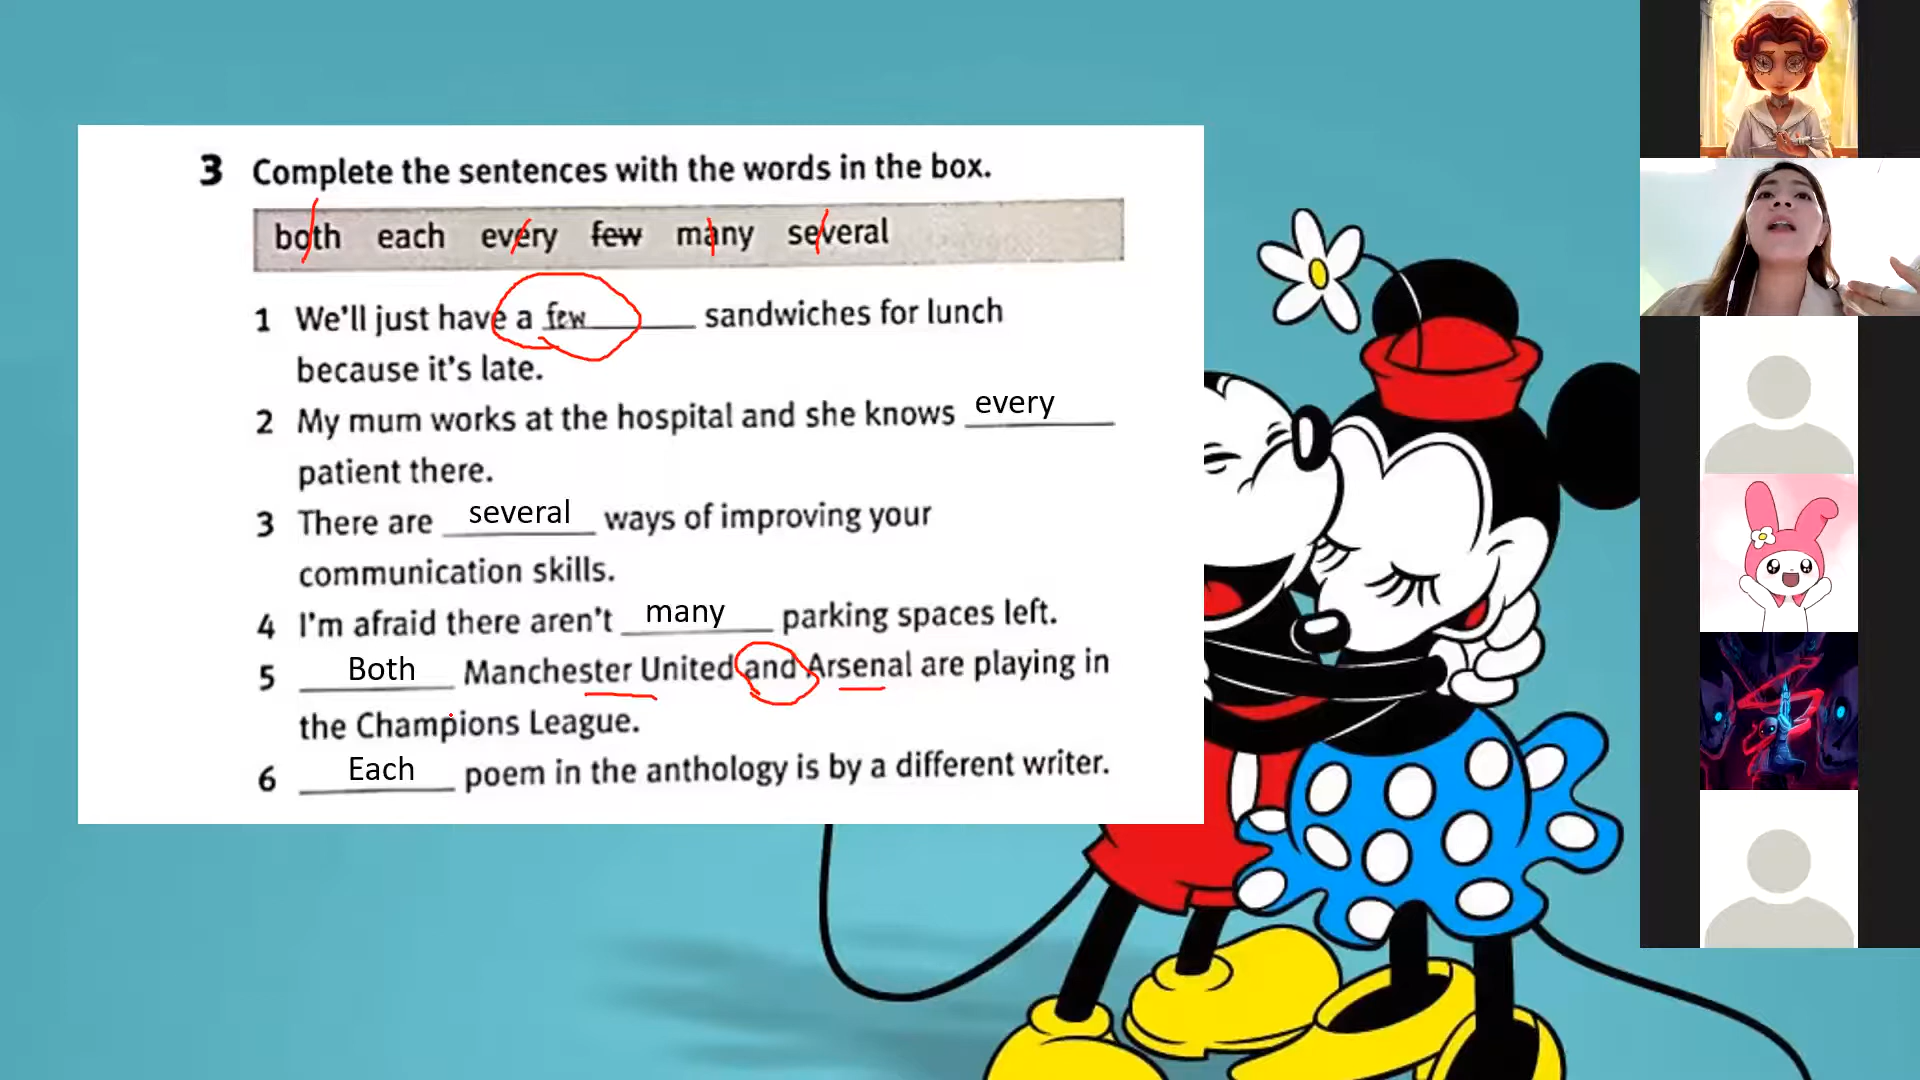 3 Complete the sentences with the words in the box.
both each every few many several
1 We'll just have a few sandwiches for lunch
because it's late.
2 My mum works at the hospital and she knows every
patient there.
3 There are several ways of improving your
communication skills.
4 I'm afraid there aren't many parking spaces left.
5 Both Manchester United and Arsenal are playing in
the Champions League.
6 Each poem in the anthology is by a different writer.